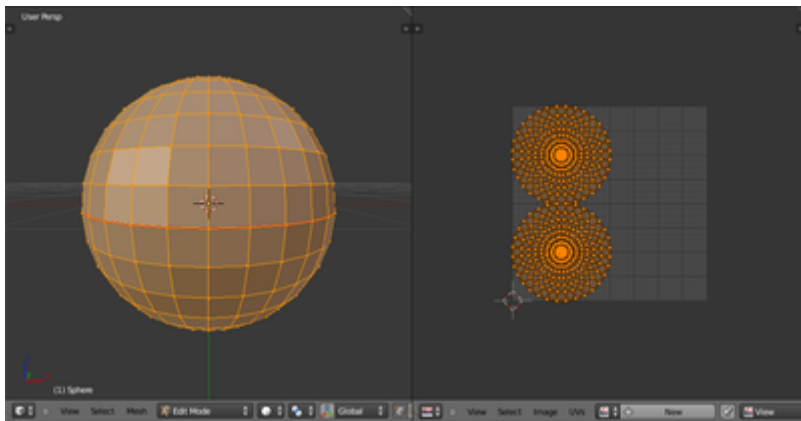 User Persp
(1) Sphere
View Select Mesh Edit Mode Global
View Select Image UVs New View